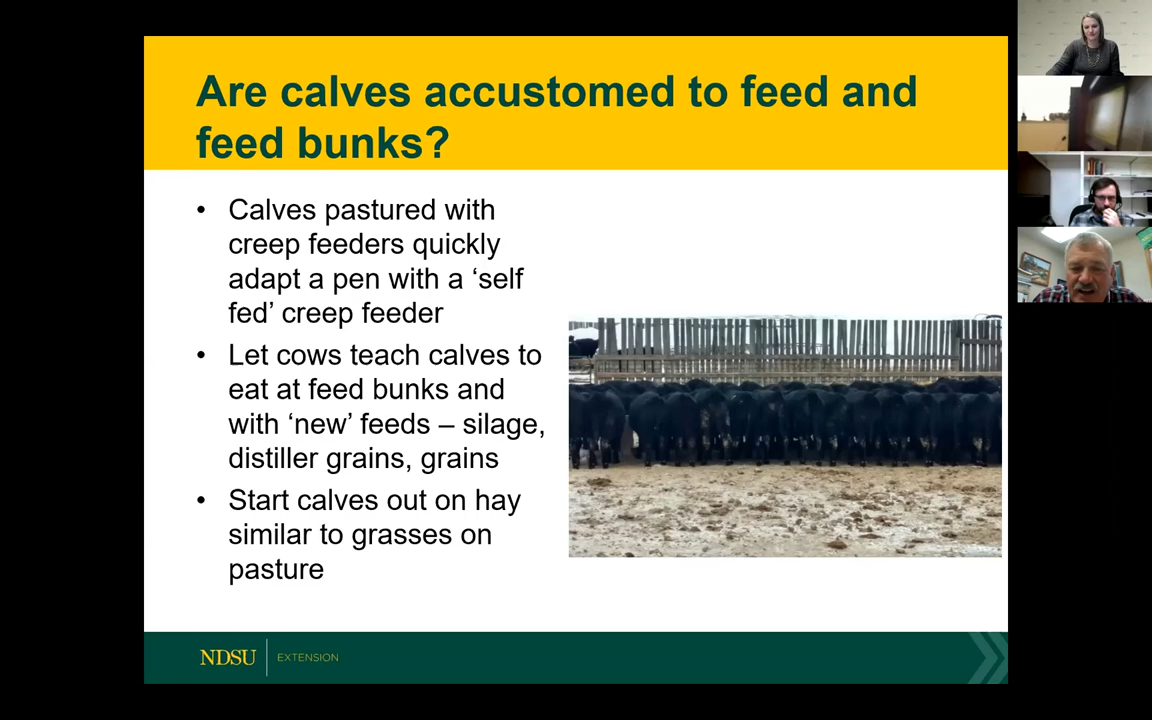 Are calves accustomed to feed and
feed bunks?
• Calves pastured with
creep feeders quickly
adapt a pen with a ‘self
fed’ creep feeder
• Let cows teach calves to
eat at feed bunks and
with ‘new’ feeds – silage,
distiller grains, grains
• Start calves out on hay
similar to grasses on
pasture
NDSU EXTENSION